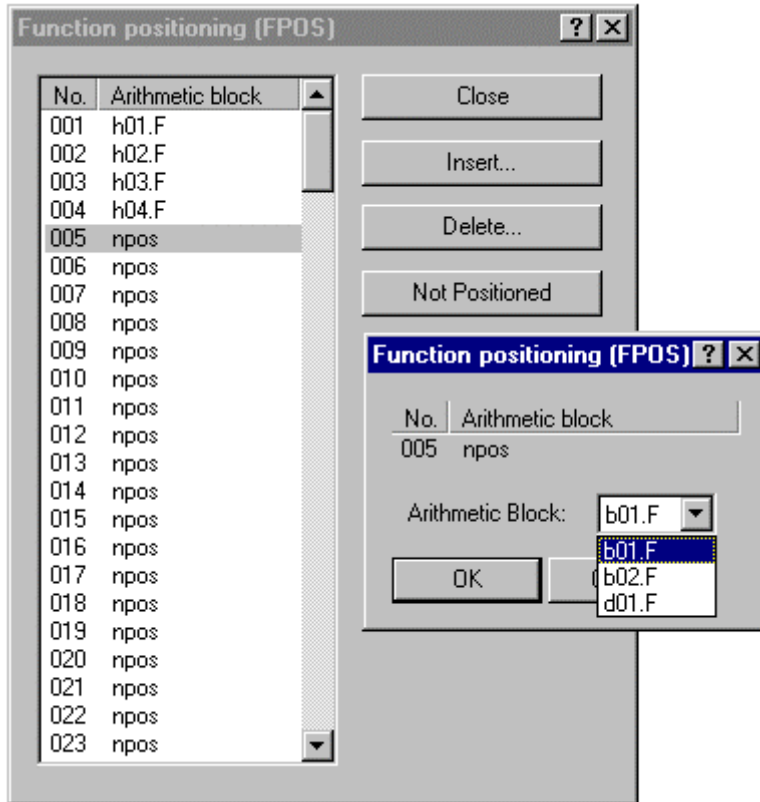 Function positioning (FPOS)
No. Arithmetic block
001 h01.F
002 h02.F
003 h03.F
004 h04.F
005 npos
006 npos
007 npos
008 npos
009 npos
010 npos
011 npos
012 npos
013 npos
014 npos
015 npos
016 npos
017 npos
018 npos
019 npos
020 npos
021 npos
022 npos
023 npos
Close
Insert...
Delete...
Not Positioned
Function positioning (FPOS)
No. Arithmetic block
005 npos
Arithmetic Block: b01.F
b01.F
b02.F
d01.F
OK